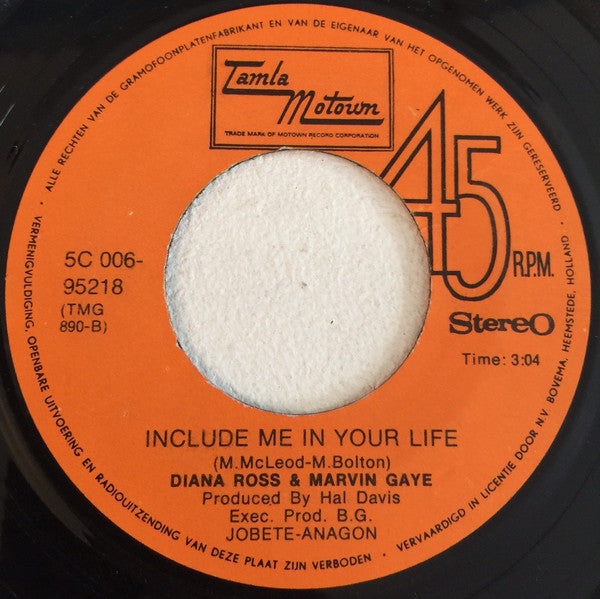 ALLE RECHTEN VAN DE GRAMOFOONPLATENFABRIKANT EN VAN DE EIGENAAR VAN HET OPGENOMEN WERK ZIJN GERESERVEERD
Tamla
Motown
TRADE MARK OF MOTOWN RECORD CORPORATION
45
R.P.M.
Stereo
Time: 3:04
5C 006-
95218
(TMG
890-B)
INCLUDE ME IN YOUR LIFE
(M.McLeod-M.Bolton)
DIANA ROSS & MARVIN GAYE
Produced By Hal Davis
Exec. Prod. B.G.
JOBETE-ANAGON
VERMENIGVULDIGING, OPENBARE UITVOERING EN RADIOUITZENDING VAN DEZE PLAAT ZIJN VERBODEN • VERVAARDIGD IN LICENTIE DOOR N.V. BOVEMA, HEEMSTEDE, HOLLAND •